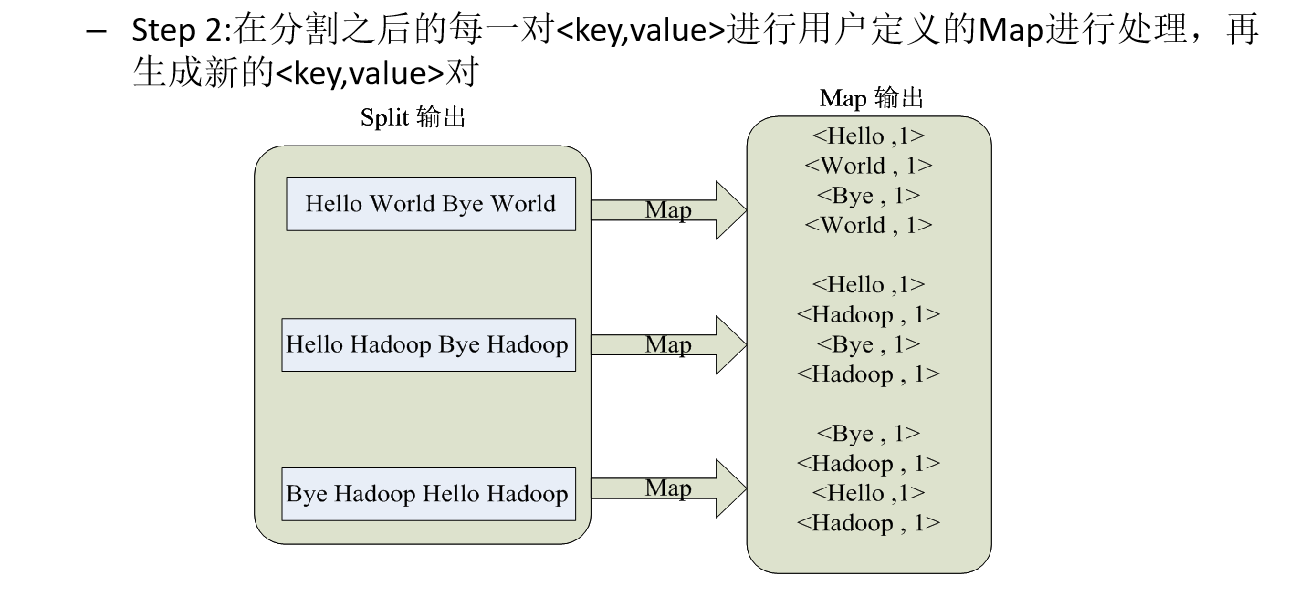 – Step 2:在分割之后的每一对<key,value>进行用户定义的Map进行处理，再
生成新的<key,value>对
Split 输出
Hello World Bye World
Hello Hadoop Bye Hadoop
Bye Hadoop Hello Hadoop
Map
Map
Map
Map 输出
<Hello ,1>
<World , 1>
<Bye , 1>
<World , 1>
<Hello ,1>
<Hadoop , 1>
<Bye , 1>
<Hadoop , 1>
<Bye , 1>
<Hadoop , 1>
<Hello ,1>
<Hadoop , 1>